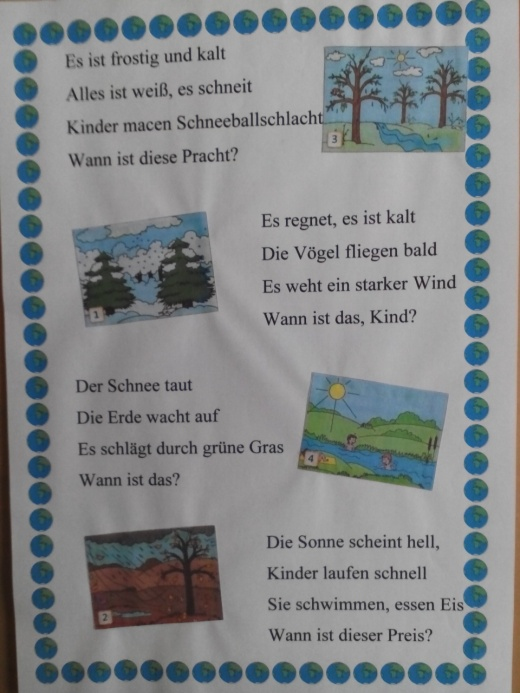 Es ist frostig und kalt
Alles ist weiß, es schneit
Kinder macen Schneeballschlacht
Wann ist diese Pracht?
3
1
Es regnet, es ist kalt
Die Vögel fliegen bald
Es weht ein starker Wind
Wann ist das, Kind?
Der Schnee taut
Die Erde wacht auf
Es schlägt durch grüne Gras
Wann ist das?
4
2
Die Sonne scheint hell,
Kinder laufen schnell
Sie schwimmen, essen Eis
Wann ist dieser Preis?